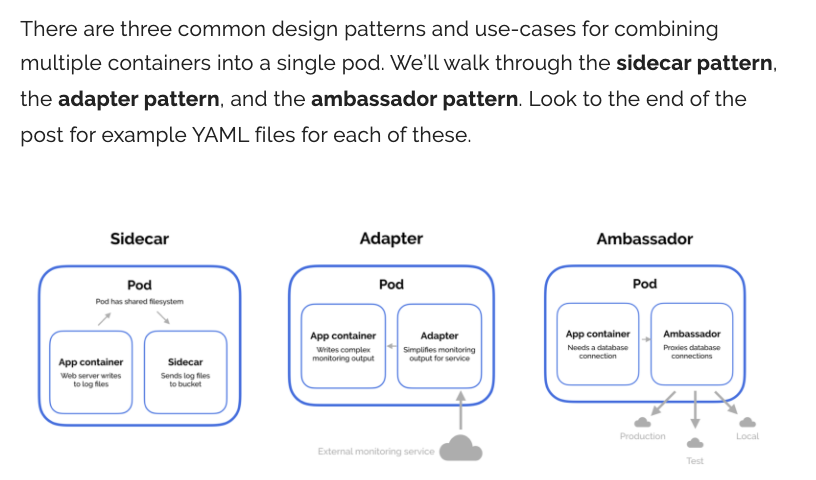 There are three common design patterns and use-cases for combining
multiple containers into a single pod. We'll walk through the sidecar pattern,
the adapter pattern, and the ambassador pattern. Look to the end of the
post for example YAML files for each of these.
Sidecar
Pod
Pod has shared filesystem
App container
Web server writes
to log files
Sidecar
Sends log files
to bucket
Adapter
Pod
App container
Writes complex
monitoring output
Adapter
Simplifies monitoring
output for service
External monitoring service
Ambassador
Pod
App container
Needs a database
connection
Ambassador
Proxies database
connections
Production
Test
Local